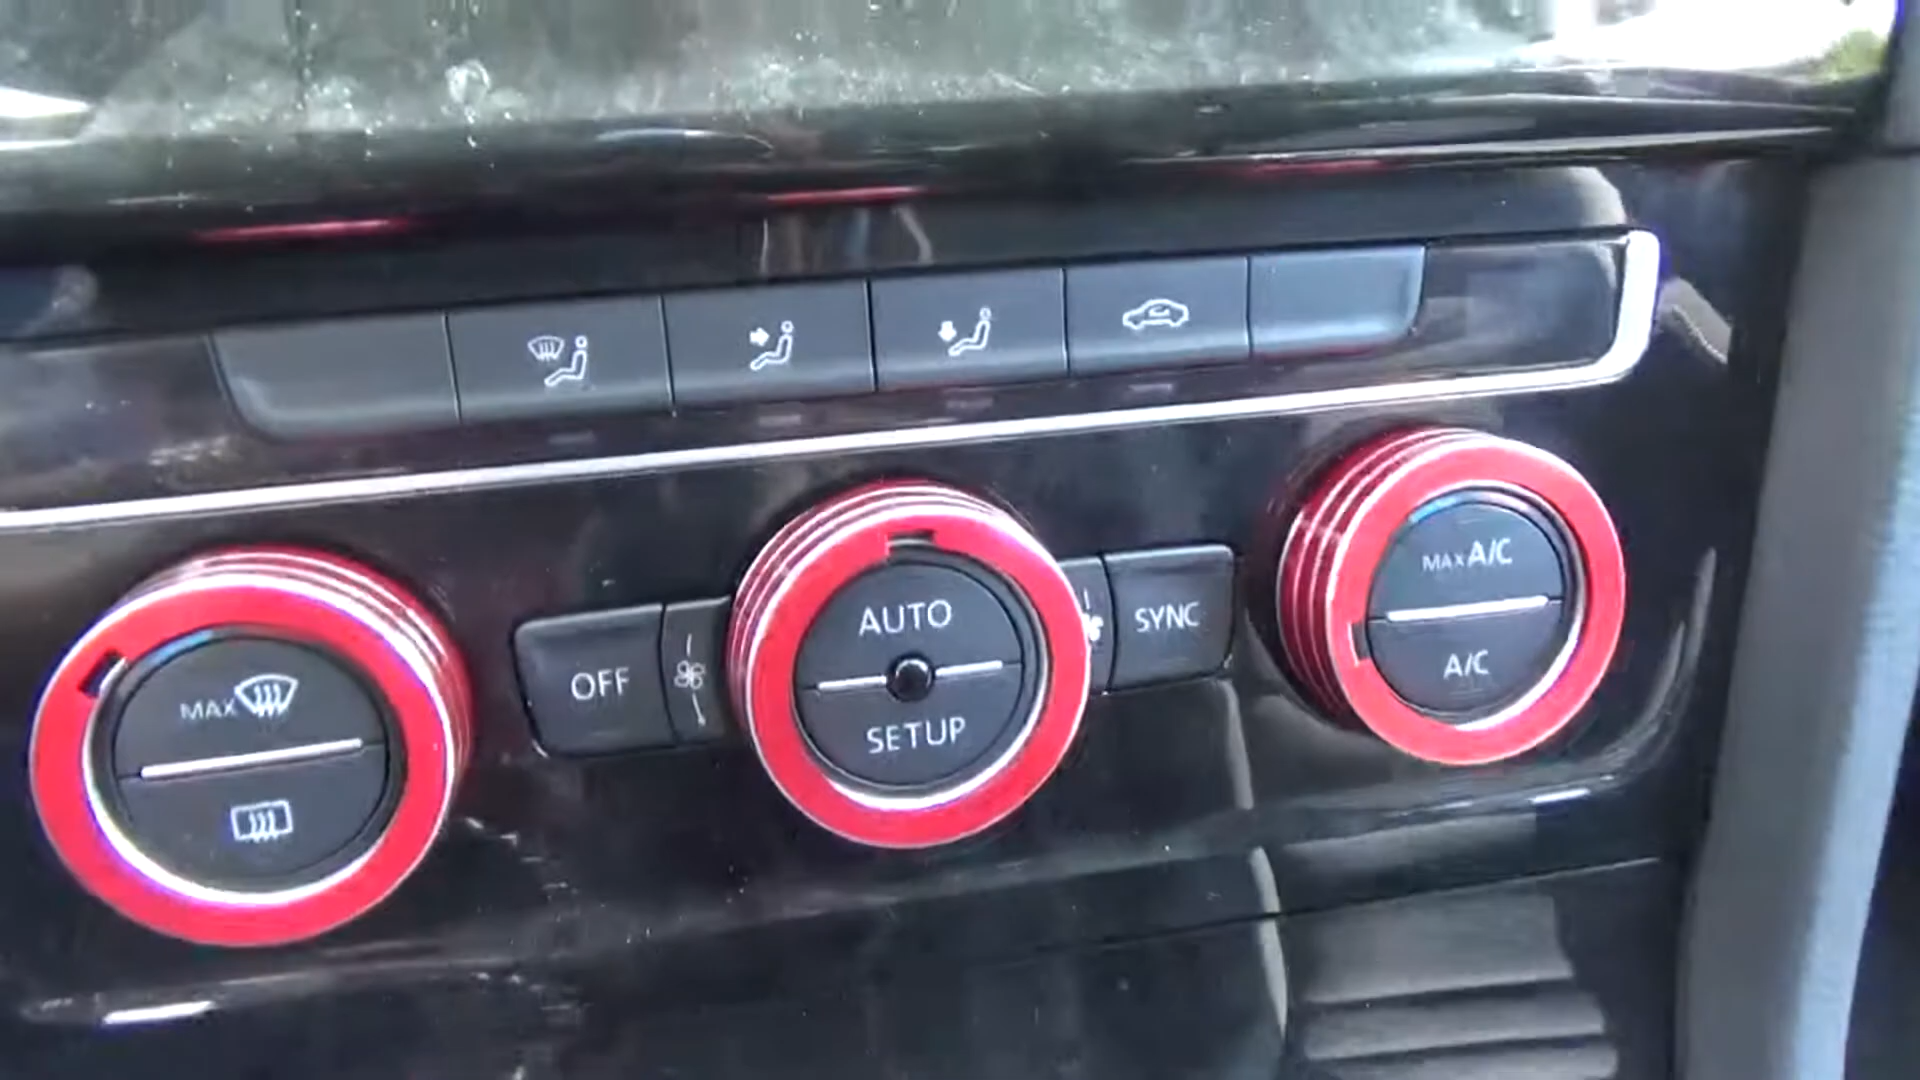 MAX
OFF
AUTO
SETUP
SYNC
MAX A/C
A/C